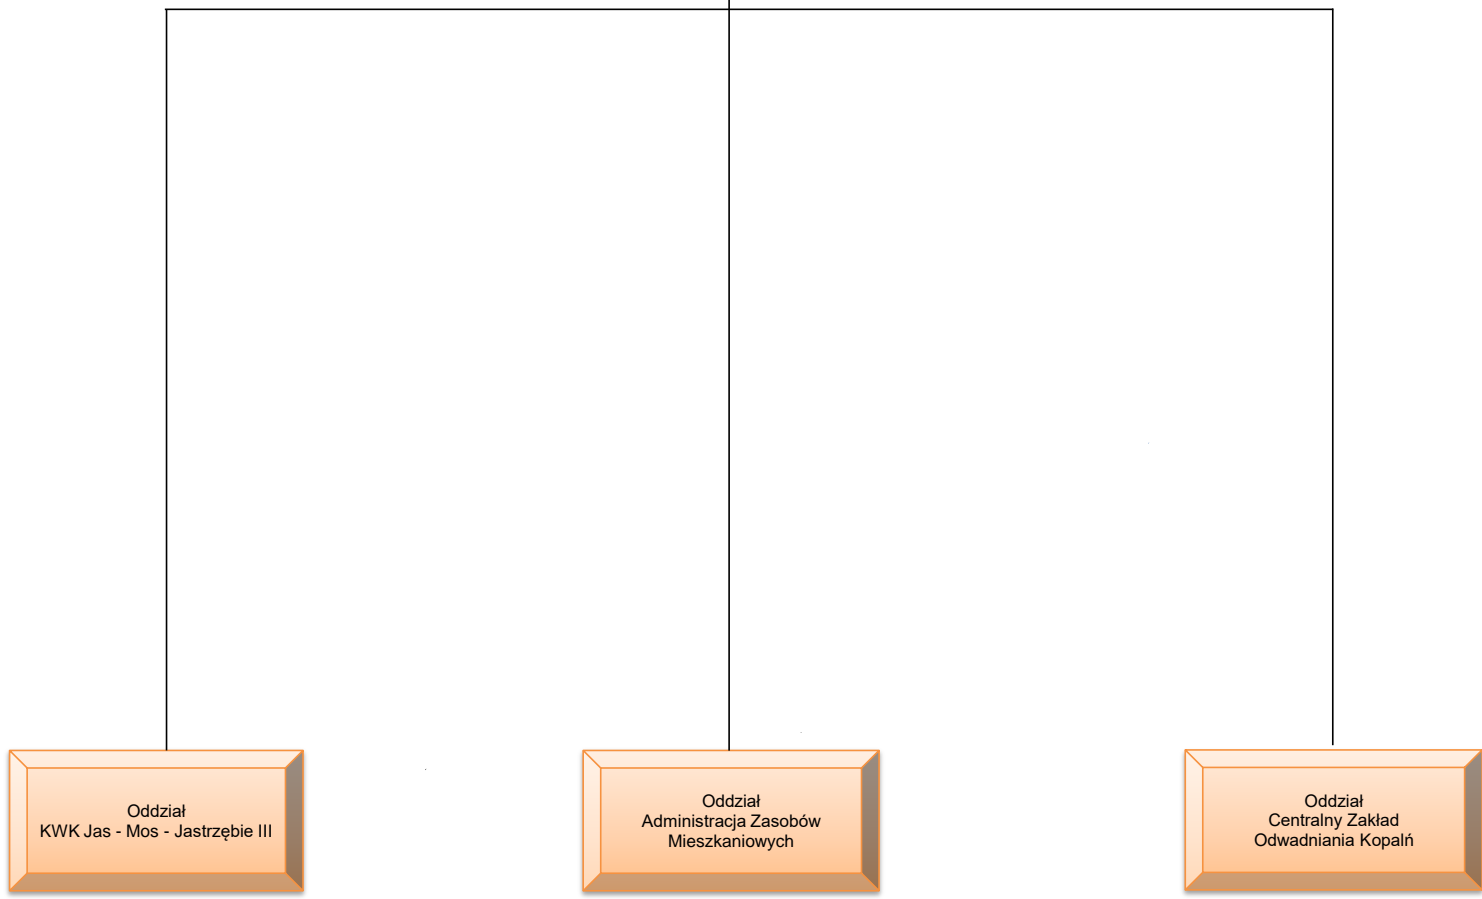 Oddział
KWK Jas - Mos - Jastrzębie III
Oddział
Administracja Zasobów
Mieszkaniowych
Oddział
Centralny Zakład
Odwadniania Kopalń